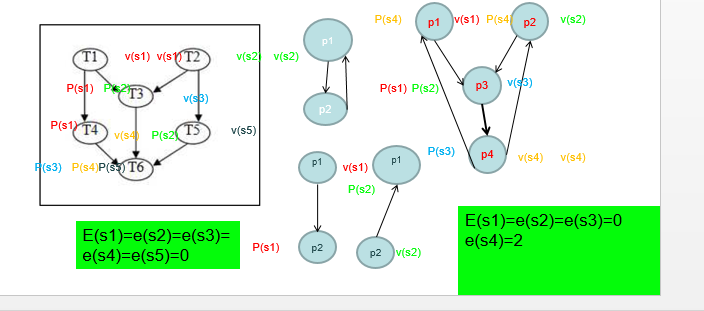 T1
v(s1)
v(s1)
T2
v(s2)
P(s1)
P(s2)
T3
v(s3)
P(s1)
T4
v(s4)
P(s2)
T5
v(s5)
P(s3)
P(s4)
P(s5)
T6
E(s1)=e(s2)=e(s3)=
e(s4)=e(s5)=0
v(s2)
p1
p2
P(s1)
p1
p2
v(s1)
P(s2)
p1
p2
v(s2)
P(s4)
p1
v(s1)
P(s4)
p2
v(s2)
P(s1)
P(s2)
p3
v(s3)
P(s3)
p4
v(s4)
v(s4)
E(s1)=e(s2)=e(s3)=0
e(s4)=2